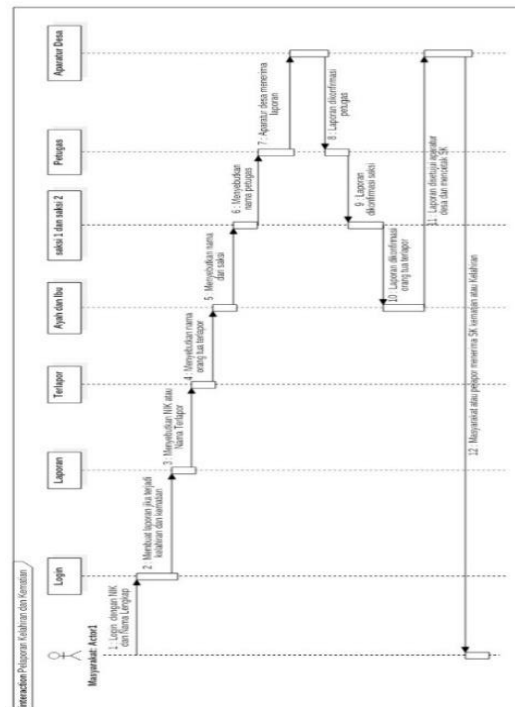 interaction Pelaporan Kelahiran dan Kematian
Masyarakat: Actor1
Login
Laporan
Terlapor
Ayah dan Ibu
saksi 1 dan saksi 2
Petugas
Aparatur Desa
1 : Login dengan NIK
dan Nama Lengkap
2 : Membuat laporan jika terjadi
kelahiran dan kematian
3 : Menyebutkan NIK atau
Nama Terlapor
4 : Menyebutkan nama
orang tua terlapor
5 : Menyebutkan nama
dari saksi
6 : Menyebutkan
nama petugas
7 : Aparatur desa menerima
laporan
8 : Laporan dikonfirmasi
petugas
9 : Laporan
dikonfirmasi saksi
10 : Laporan dikonfirmasi
orang tua terlapor
11 : Laporan disetujui aparatur
desa dan mencetak SK
12 : Masyarakat atau pelapor menerima SK kematian atau Kelahiran